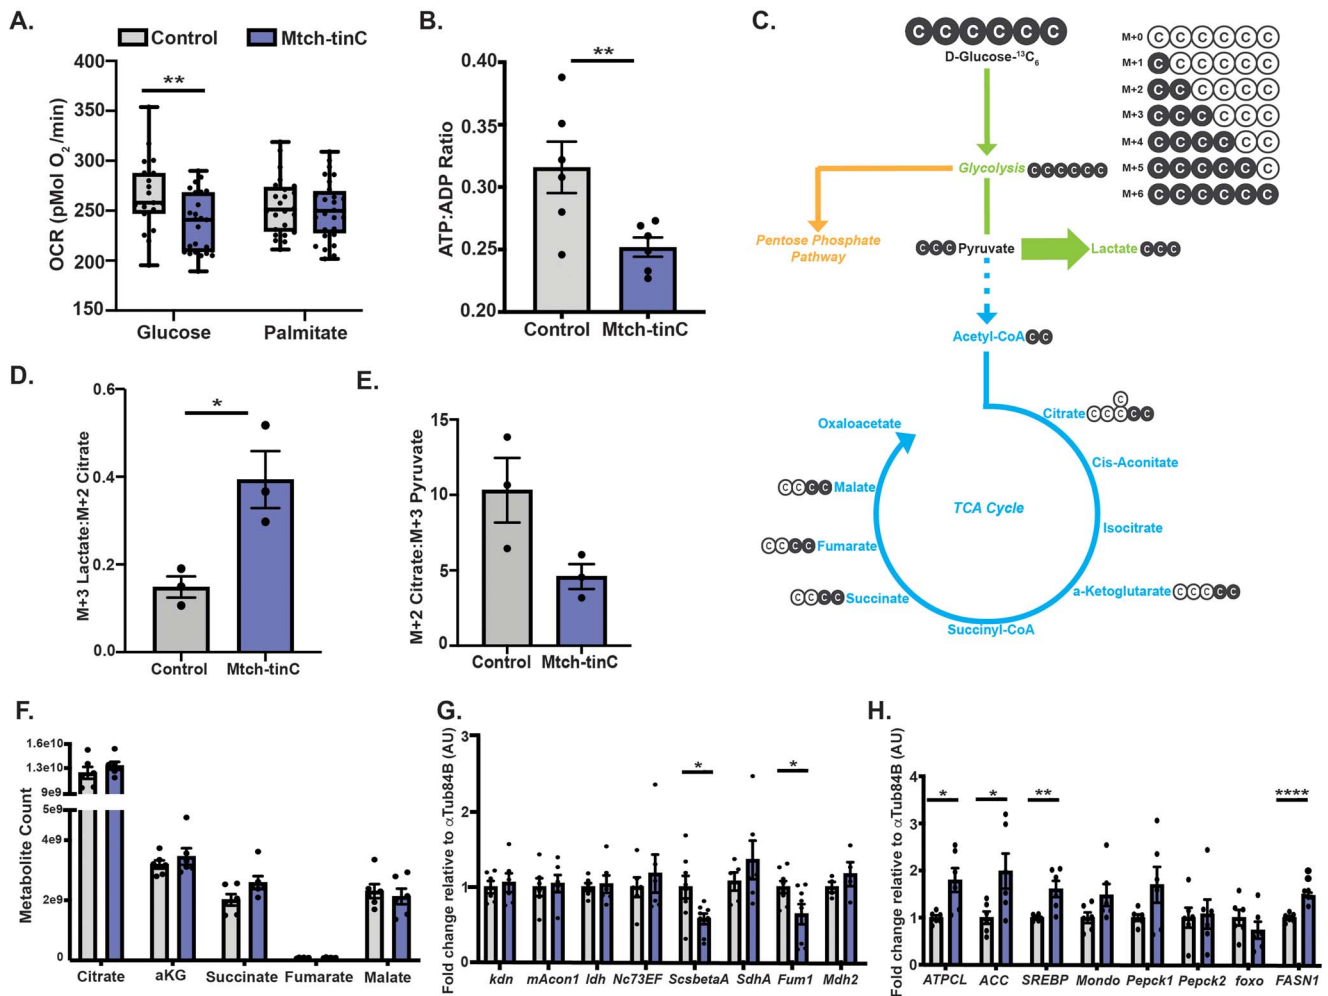 A.
Control
Mtch-tinC
OCR (pMol O2/min)
400
350
300
250
200
150
**
Glucose
Palmitate
B.
ATP:ADP Ratio
0.40
0.35
0.30
0.25
0.20
**
Control
Mtch-tinC
C.
C C C C C C
D-Glucose-13C6
Glycolysis C C C C C C
Pentose Phosphate
Pathway
C C C Pyruvate
Lactate C C C
Acetyl-CoA C C
C
Citrate C C C C C
Cis-Aconitate
Isocitrate
a-Ketoglutarate C C C C C
Succinyl-CoA
C C C C Succinate
C C C C Fumarate
C C C C Malate
Oxaloacetate
TCA Cycle
M+0 C C C C C C
M+1 C C C C C C
M+2 C C C C C C
M+3 C C C C C C
M+4 C C C C C C
M+5 C C C C C C
M+6 C C C C C C
D.
M+3 Lactate:M+2 Citrate
0.6
0.4
0.2
0.0
*
Control
Mtch-tinC
E.
M+2 Citrate:M+3 Pyruvate
15
10
5
0
Control
Mtch-tinC
F.
Metabolite Count
1.6e10
1.3e10
9e9
5e9
4e9
2e9
0
Citrate
aKG
Succinate
Fumarate
Malate
G.
Fold change relative to αTub84B (AU)
3
2
1
0
*
*
kdn
mAcon1
Idh
Nc73EF
ScsbetaA
SdhA
Fum1
Mdh2
H.
Fold change relative to αTub84B (AU)
4
3
2
1
0
*
*
**
****
ATPCL
ACC
SREBP
Mondo
Pepck1
Pepck2
foxo
FASN1